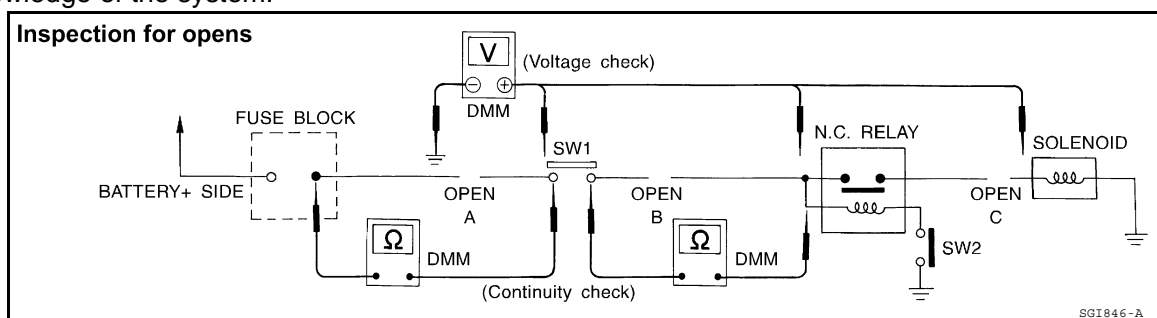 Inspection for opens
V
(Voltage check)
DMM
FUSE BLOCK
N.C. RELAY
SW1
SOLENOID
BATTERY+ SIDE
OPEN
A
OPEN
B
OPEN
C
Ω
DMM
Ω
DMM
SW2
(Continuity check)
SGI846-A